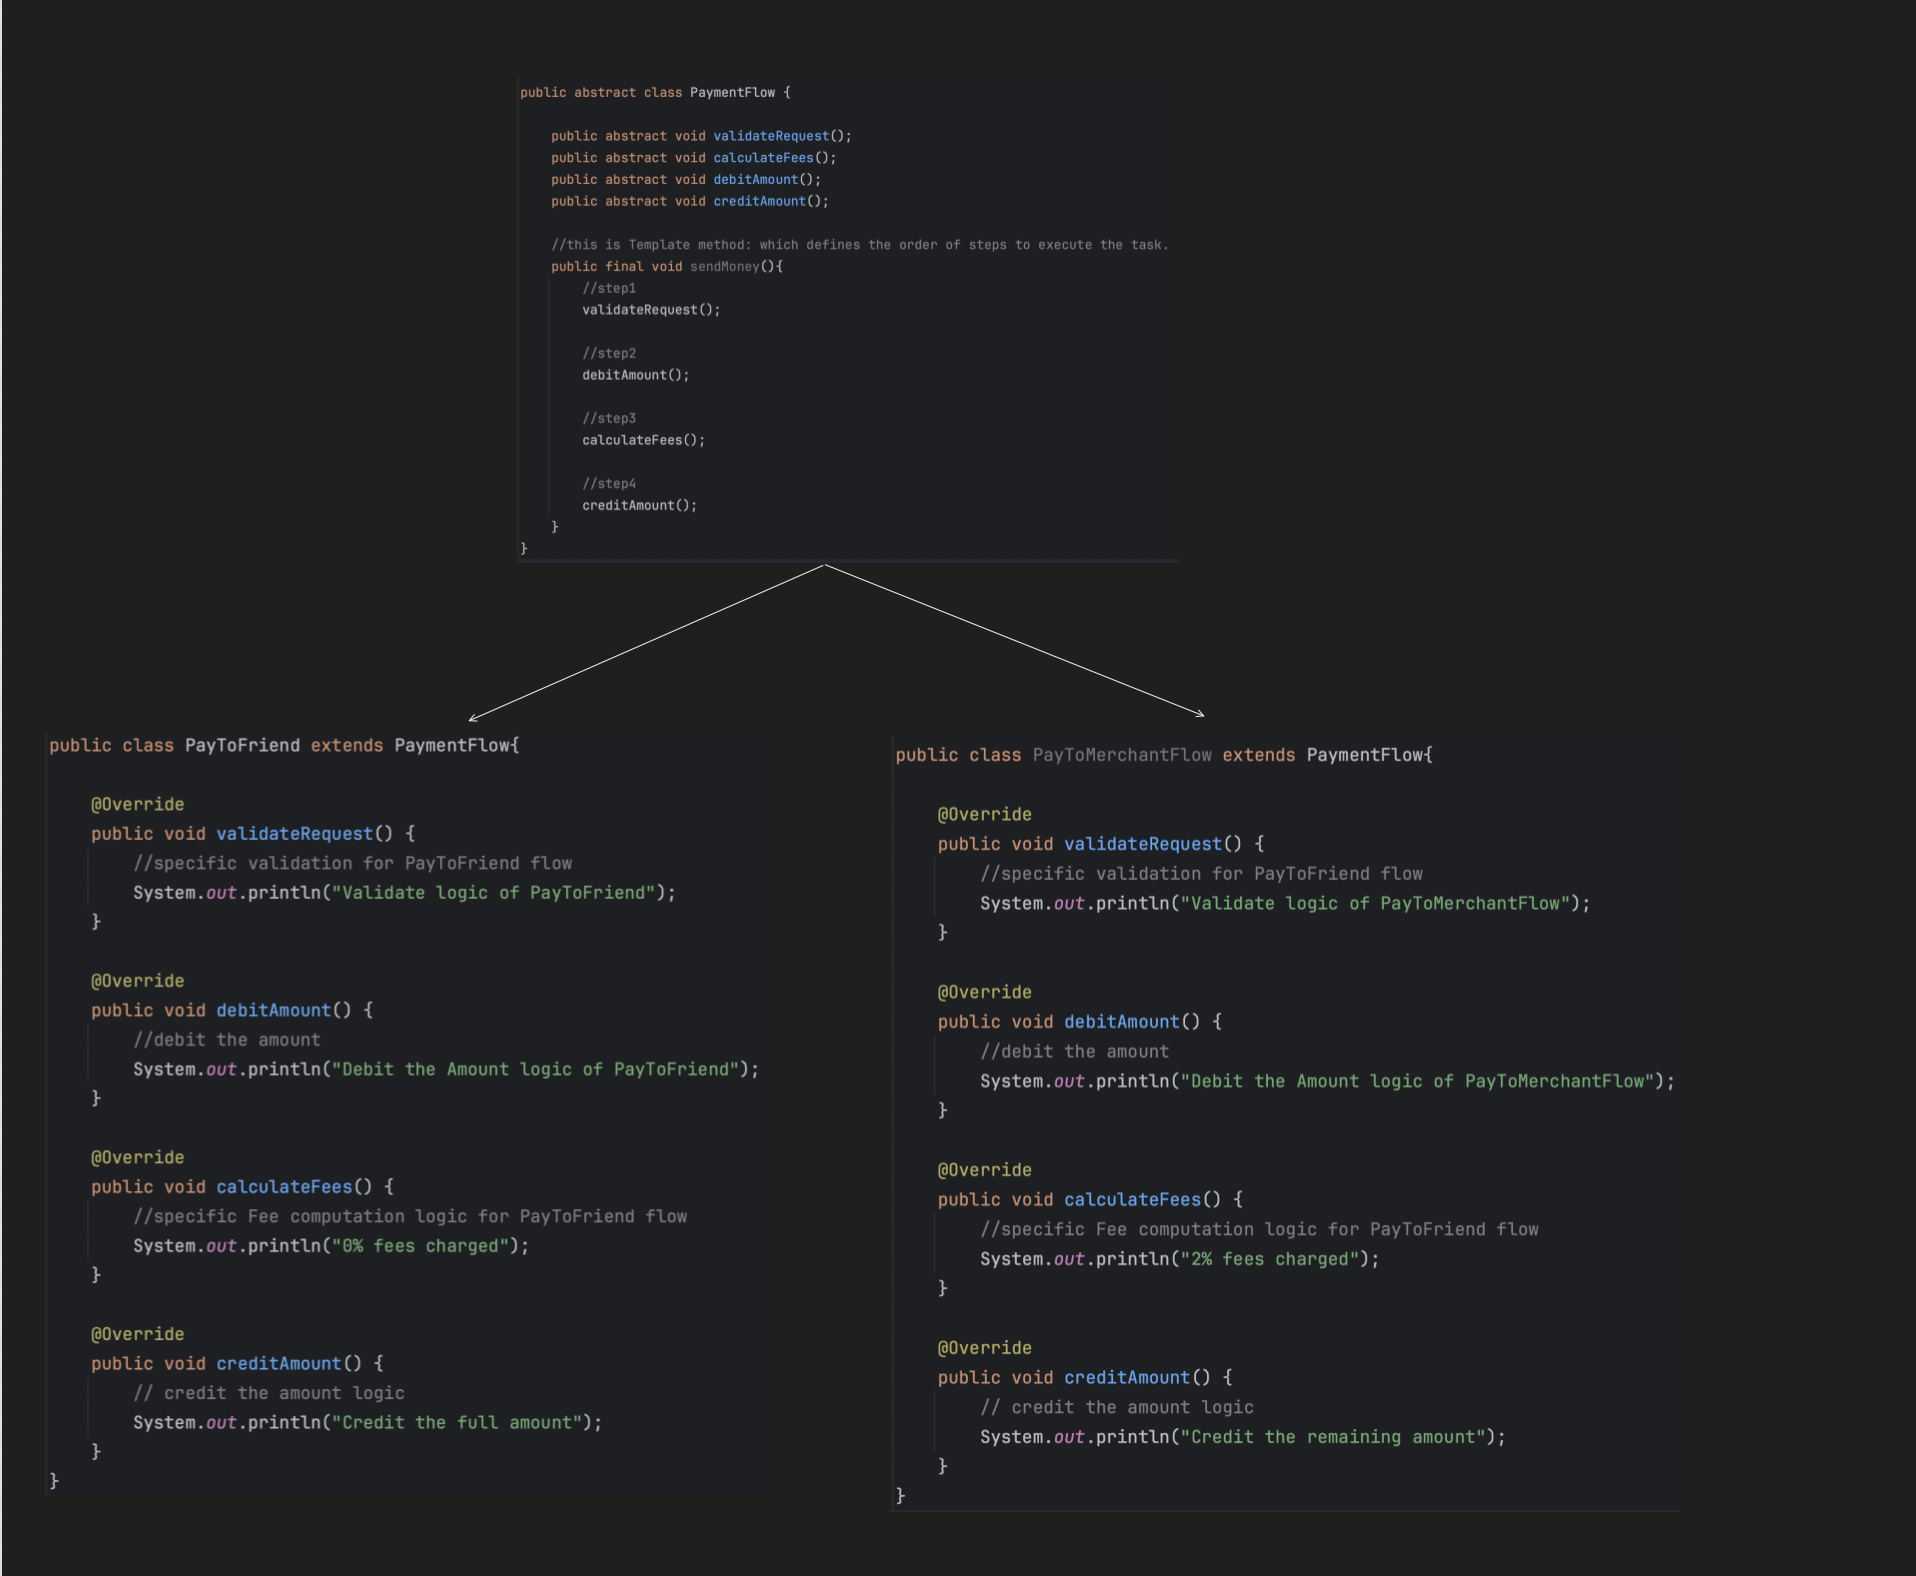 public abstract class PaymentFlow {
public abstract void validateRequest();
public abstract void calculateFees();
public abstract void debitAmount();
public abstract void creditAmount();
//this is Template method: which defines the order of steps to execute the task.
public final void sendMoney(){
//step1
validateRequest();
//step2
debitAmount();
//step3
calculateFees();
//step4
creditAmount();
}
}
public class PayToFriend extends PaymentFlow{
@Override
public void validateRequest() {
//specific validation for PayToFriend flow
System.out.println("Validate logic of PayToFriend");
}
@Override
public void debitAmount() {
//debit the amount
System.out.println("Debit the Amount logic of PayToFriend");
}
@Override
public void calculateFees() {
//specific Fee computation logic for PayToFriend flow
System.out.println("0% fees charged");
}
@Override
public void creditAmount() {
// credit the amount logic
System.out.println("Credit the full amount");
}
}
public class PayToMerchantFlow extends PaymentFlow{
@Override
public void validateRequest() {
//specific validation for PayToFriend flow
System.out.println("Validate logic of PayToMerchantFlow");
}
@Override
public void debitAmount() {
//debit the amount
System.out.println("Debit the Amount logic of PayToMerchantFlow");
}
@Override
public void calculateFees() {
//specific Fee computation logic for PayToFriend flow
System.out.println("2% fees charged");
}
@Override
public void creditAmount() {
// credit the amount logic
System.out.println("Credit the remaining amount");
}
}